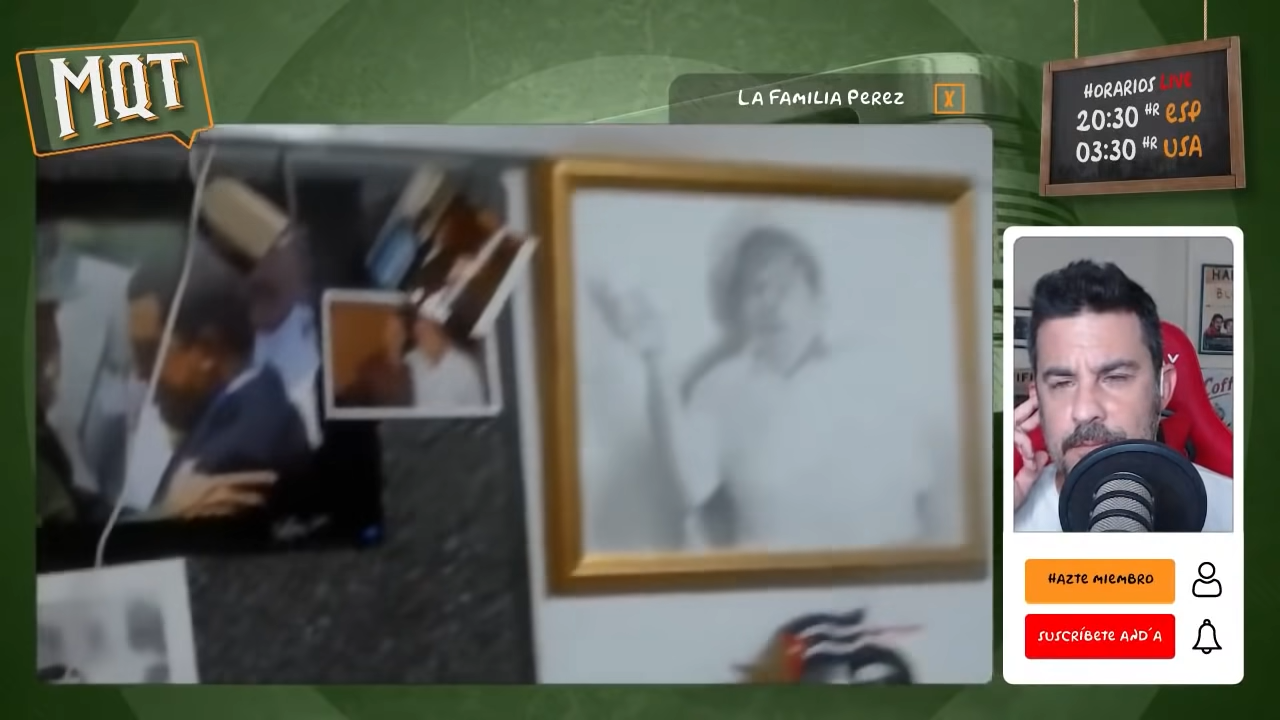 MQT
LA FAMILIA PEREZ
X
HORARIOS LIVE
20:30 HR esp
03:30 HR USA
HAZTE MIEMBRO
SUSCRÍBETE AND´A